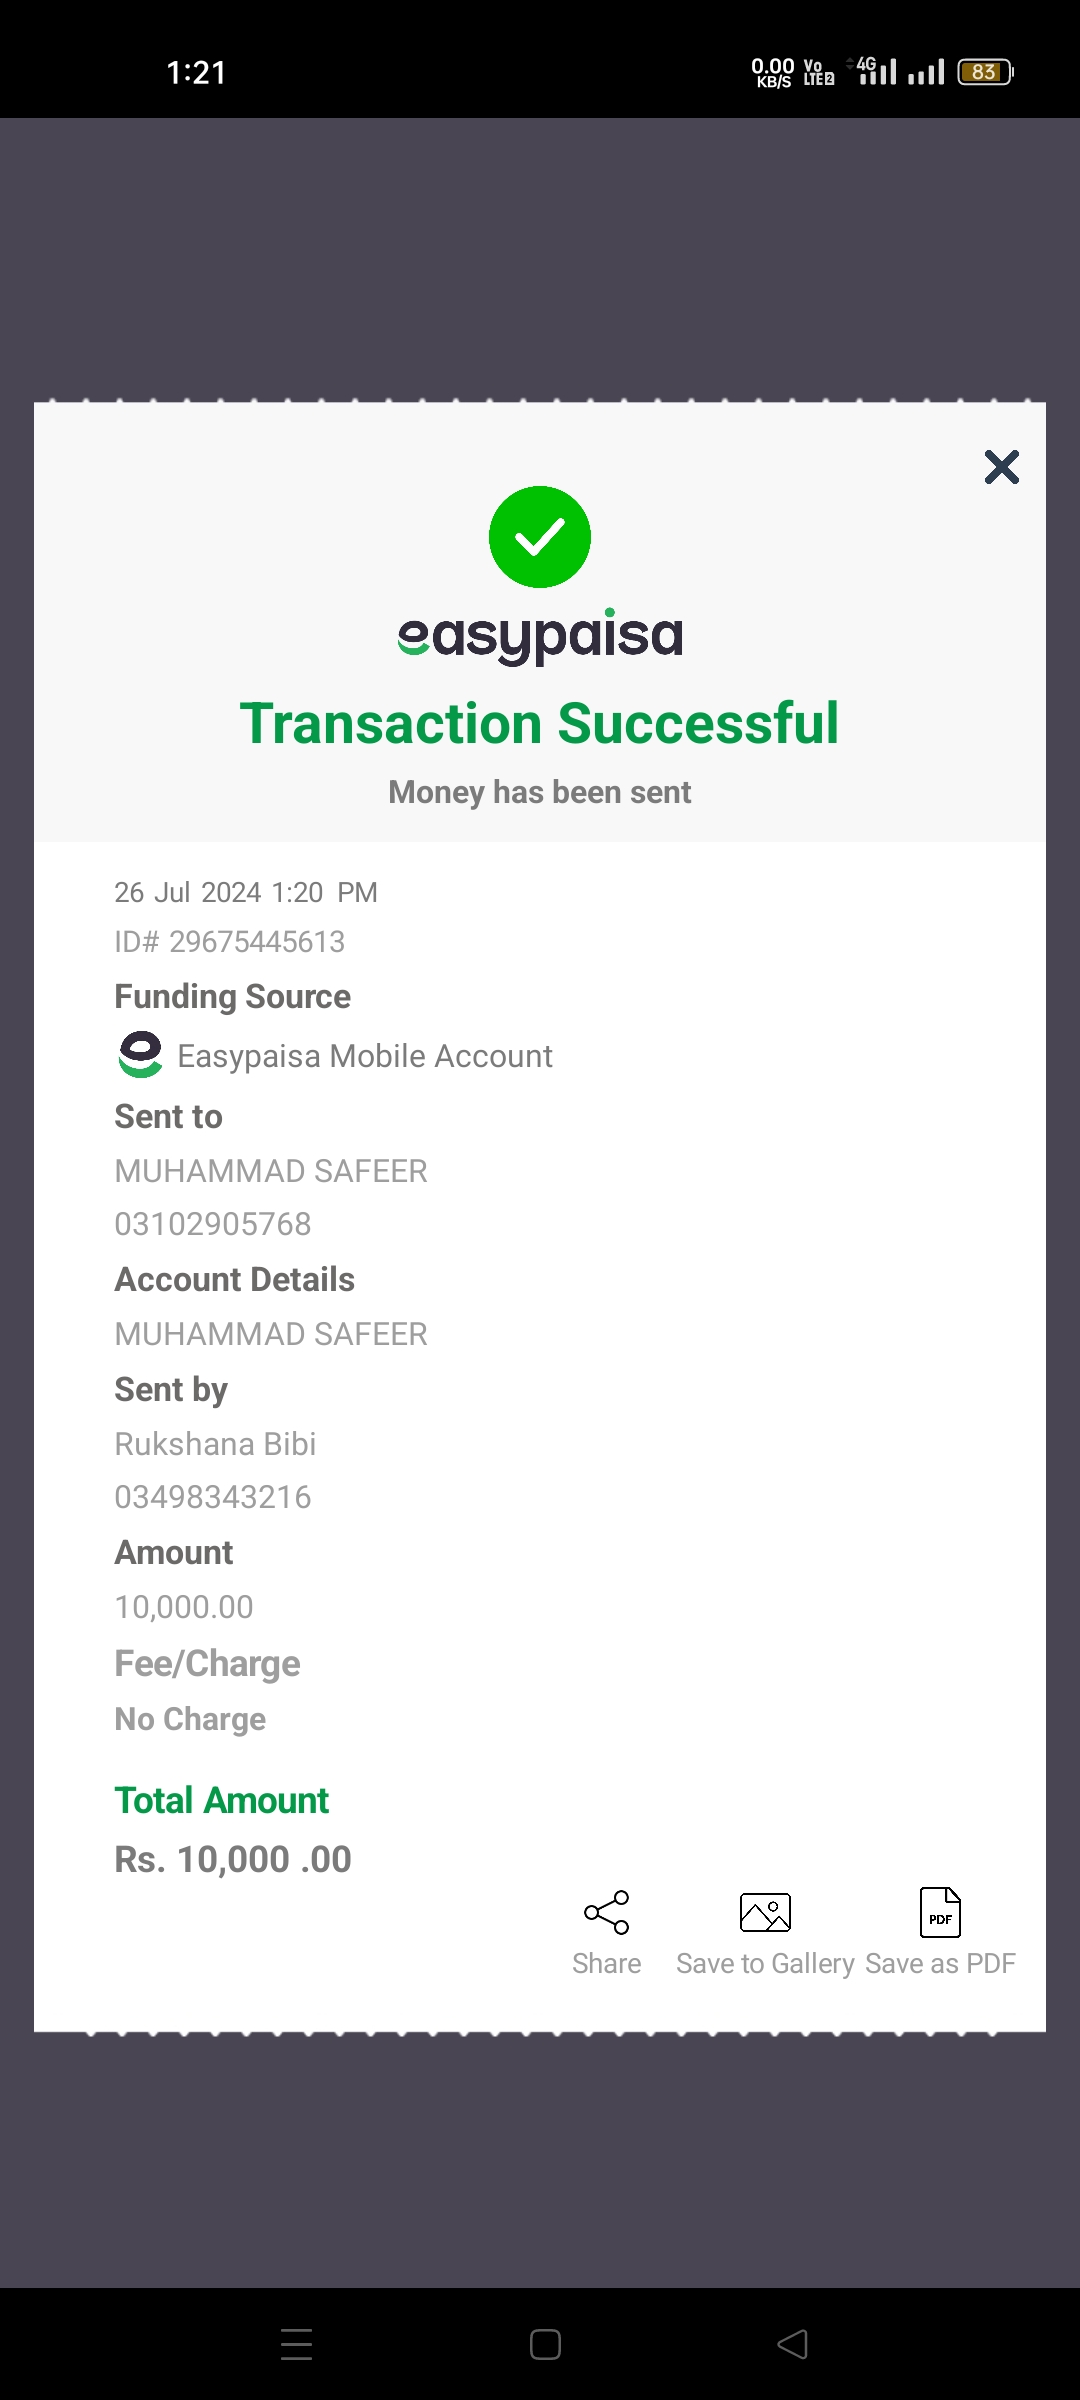 1:21
0.00 KB/S Vo LTE 2 4G 83
easypaisa
Transaction Successful
Money has been sent
26 Jul 2024 1:20 PM
ID# 29675445613
Funding Source
Easypaisa Mobile Account
Sent to
MUHAMMAD SAFEER
03102905768
Account Details
MUHAMMAD SAFEER
Sent by
Rukshana Bibi
03498343216
Amount
10,000.00
Fee/Charge
No Charge
Total Amount
Rs. 10,000 .00
PDF
Share Save to Gallery Save as PDF